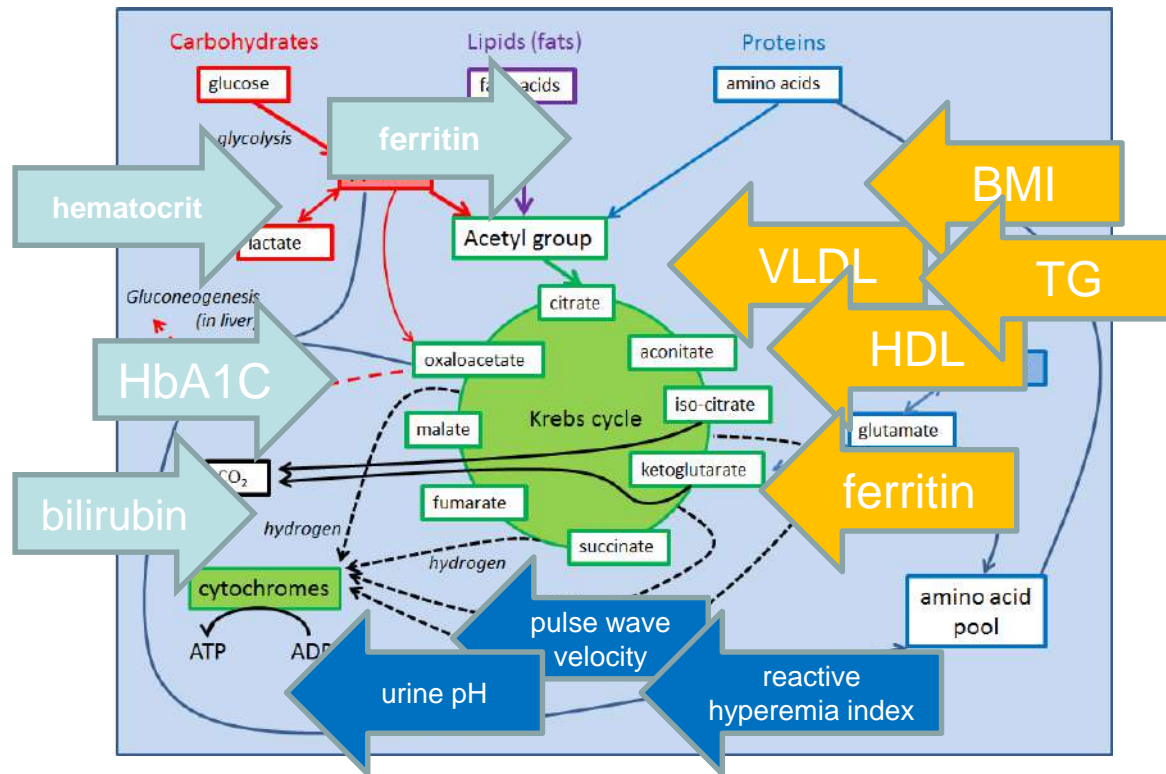 Carbohydrates
Lipids (fats)
Proteins
glucose
acids
amino acids
glycolysis
ferritin
BMI
hematocrit
lactate
Acetyl group
VLDL
TG
Gluconeogenesis
(in liver)
citrate
HbA1C
oxaloacetate
aconitate
HDL
iso-citrate
Krebs cycle
malate
glutamate
CO₂
ketoglutarate
ferritin
bilirubin
fumarate
hydrogen
succinate
hydrogen
cytochromes
amino acid
pool
pulse wave
velocity
ATP
urine pH
reactive
hyperemia index